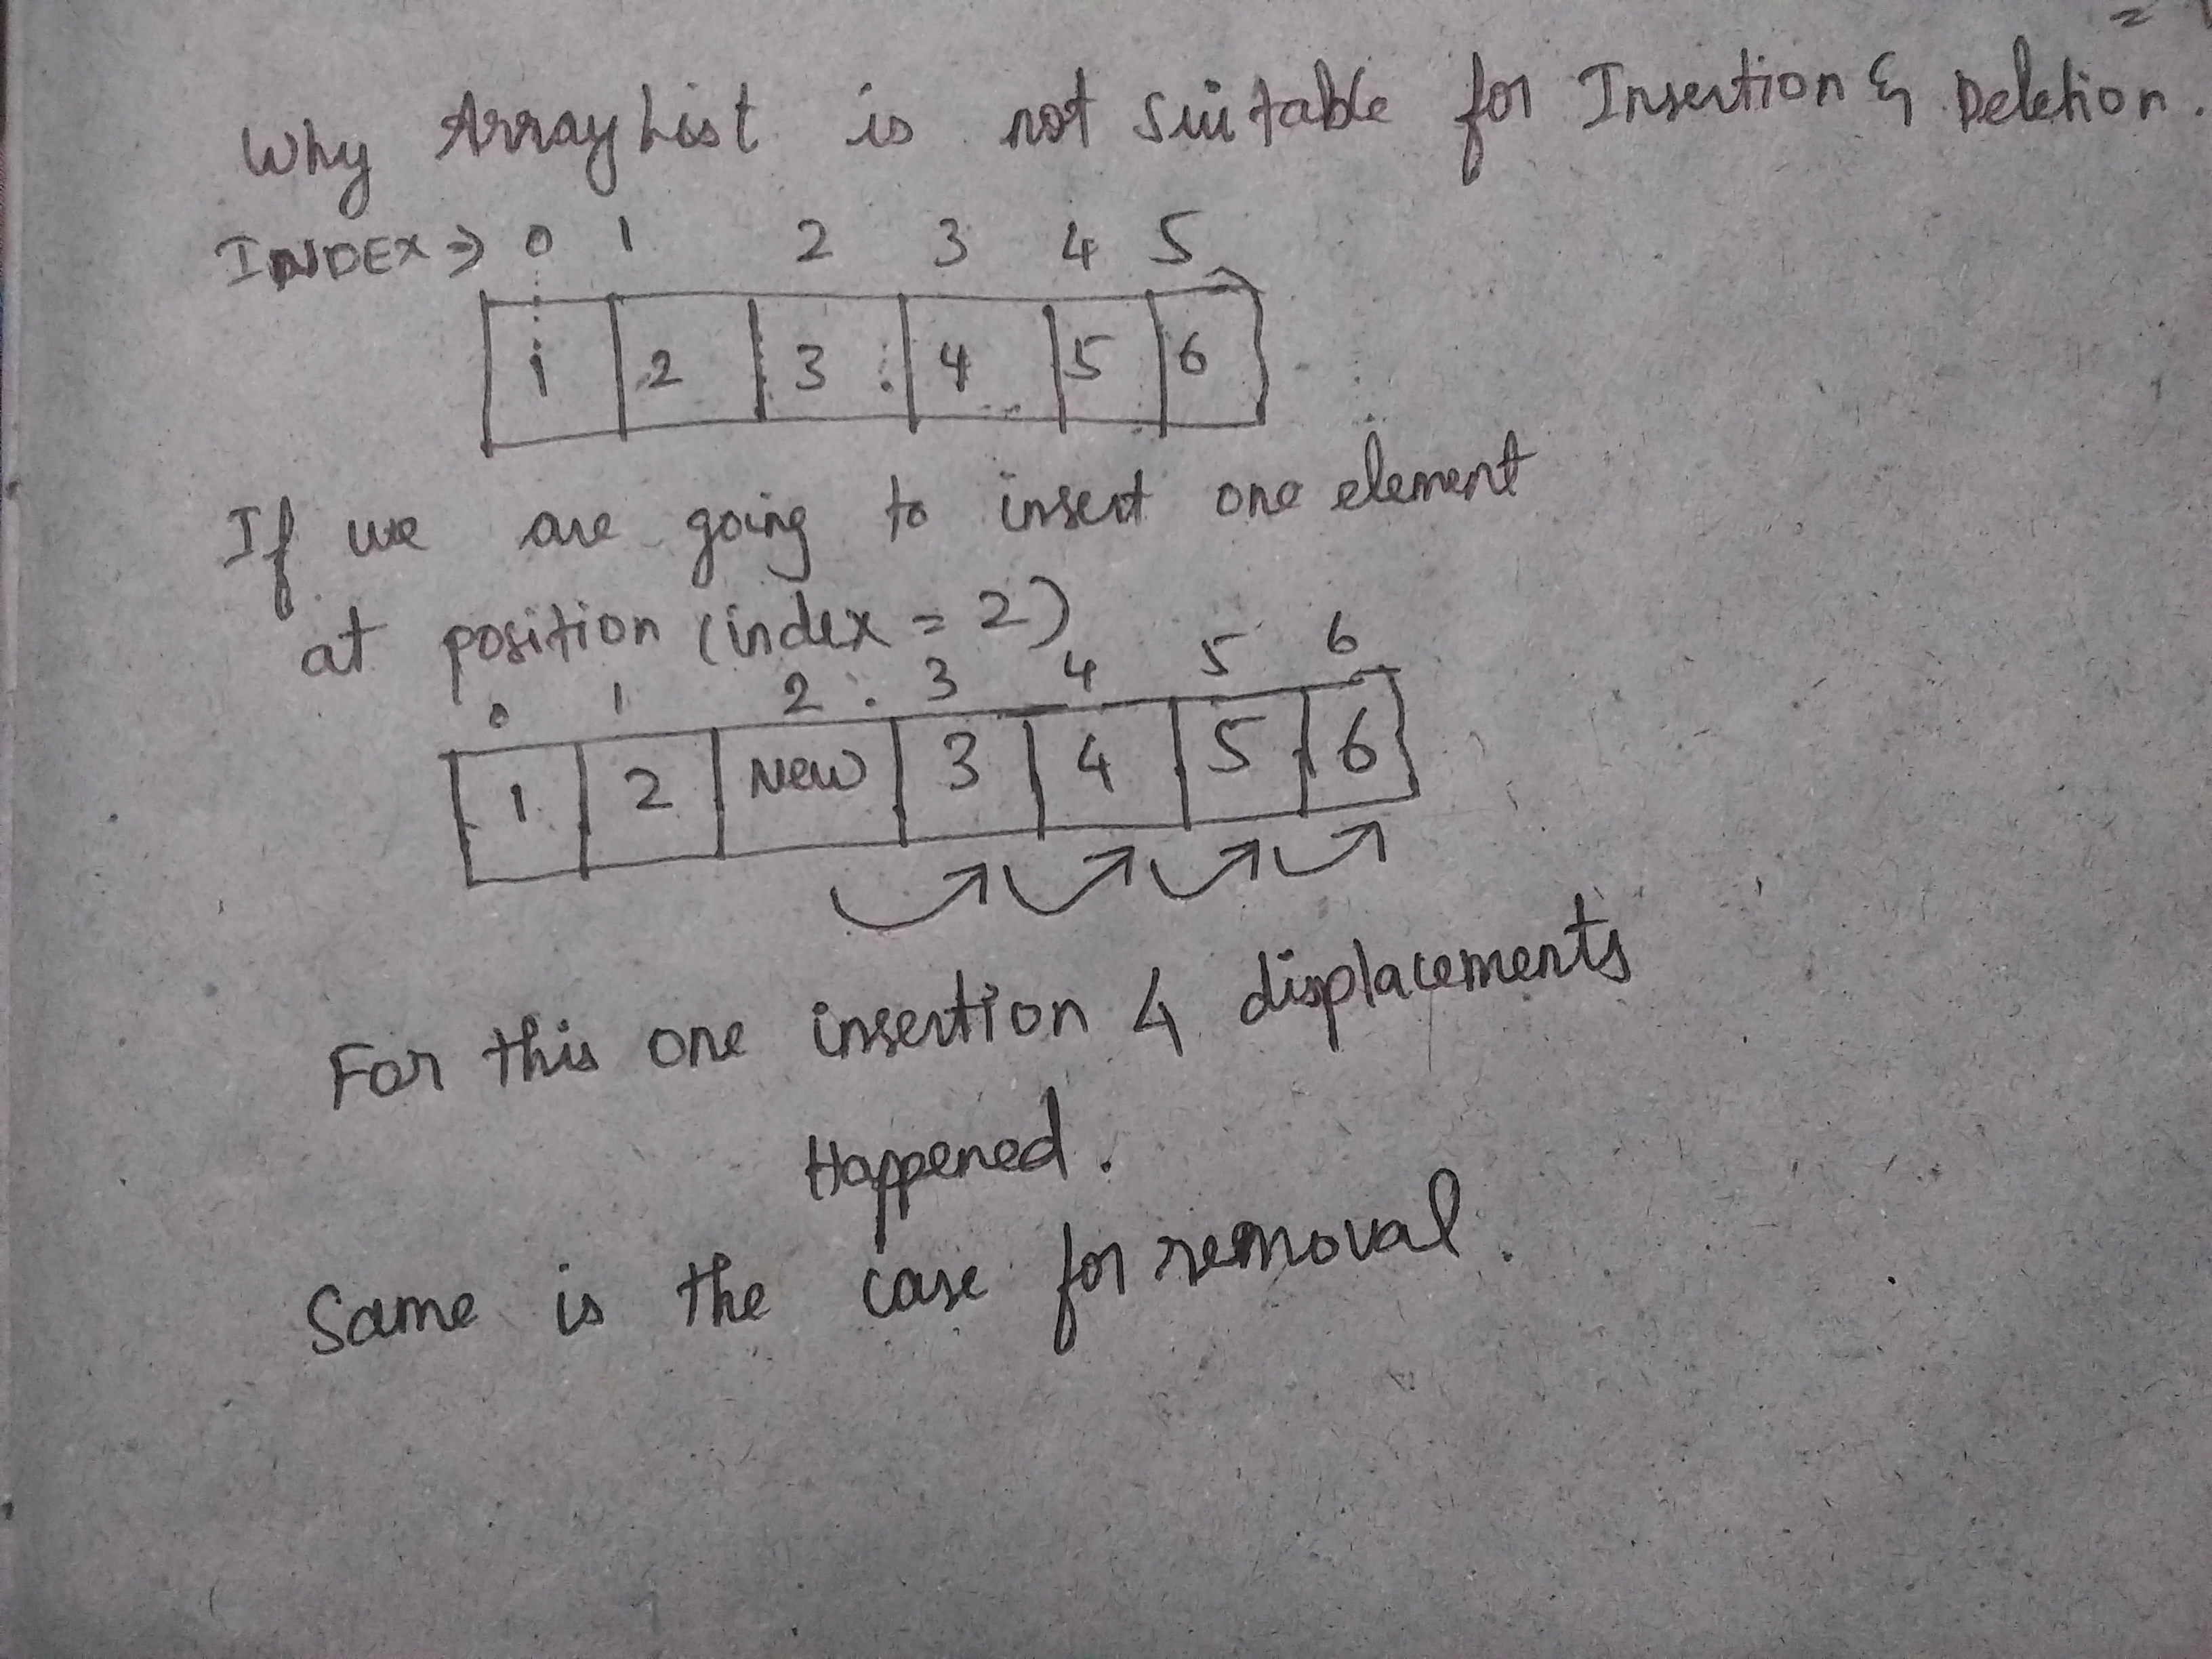 Why ArrayList is not suitable for Insertion & Deletion.
INDEX => 0 1 2 3 4 5
1 2 3 4 5 6
If we are going to insert one element
at position (index = 2)
0 1 2 3 4 5 6
1 2 New 3 4 5 6
For this one insertion 4 displacements
Happened.
Same is the case for removal.